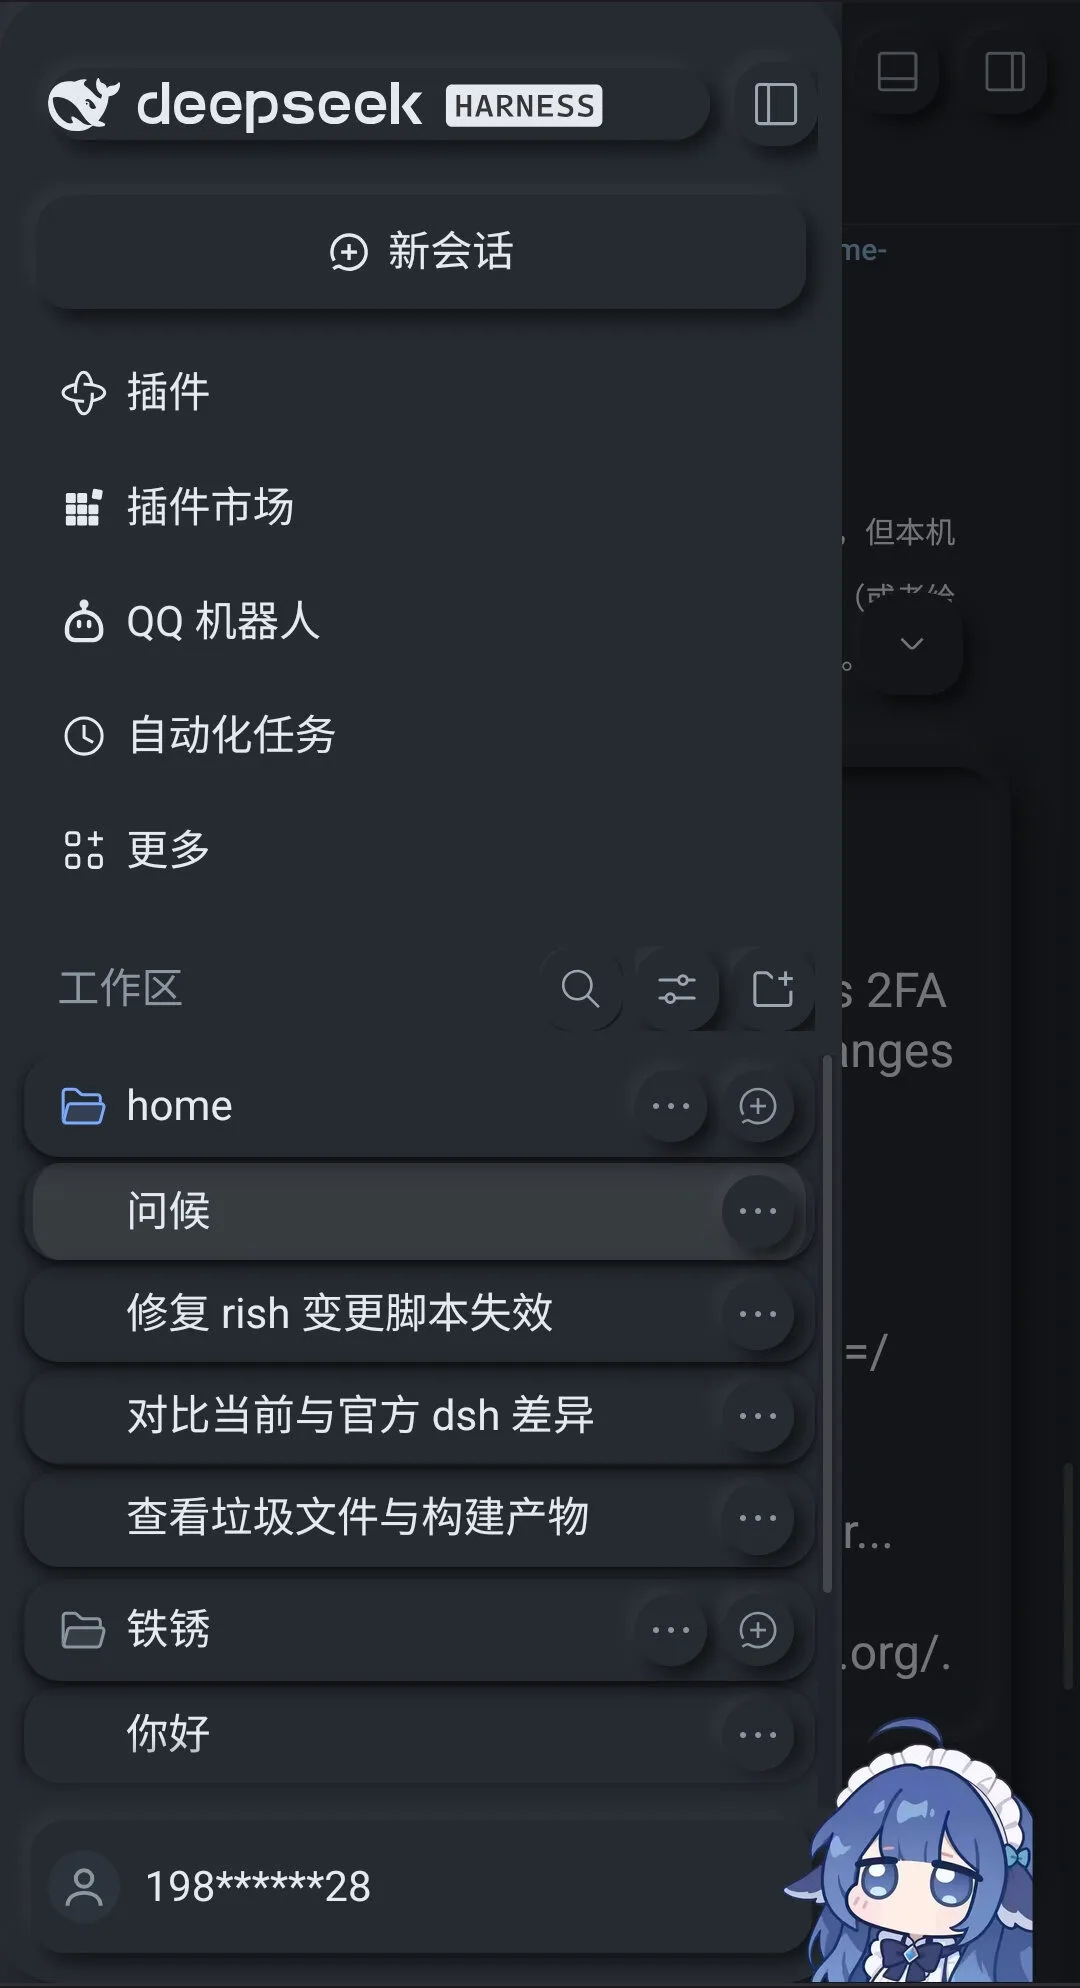 deepseek HARNESS
新会话
插件
插件市场
QQ 机器人
自动化任务
更多
工作区
home
问候
修复 rish 变更脚本失效
对比当前与官方 dsh 差异
查看垃圾文件与构建产物
铁锈
你好
198******28
me-
，但本机
。
s 2FA
anges
=/
r...
.org/.